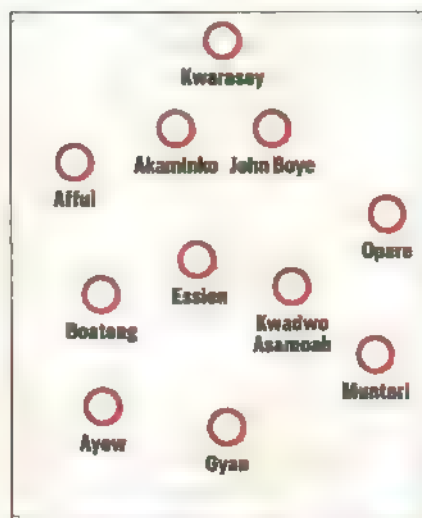 Kwarasey
Akaminko John Boye
Afful
Opare
Essien
Boateng
Kwadwo
Asamoah
Muntari
Ayew
Gyan